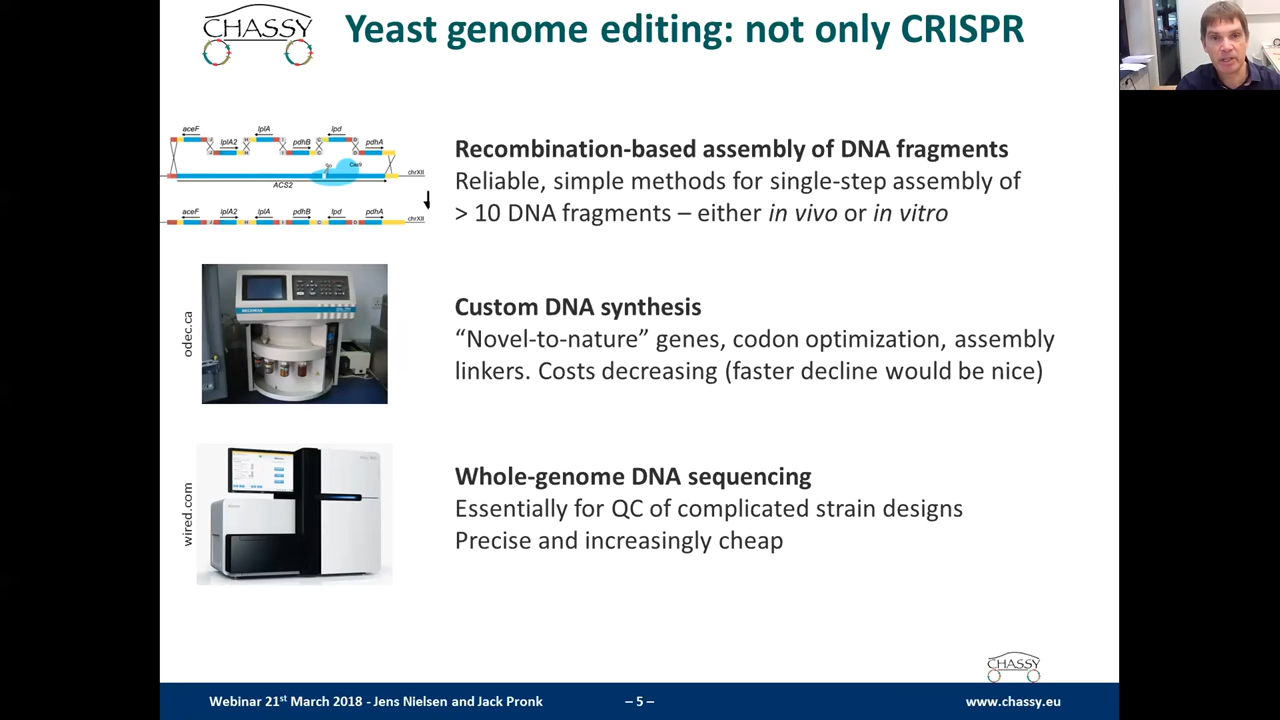 CHASSY
Yeast genome editing: not only CRISPR
aceF
lplA2
lplA
pdhB
lpd
pdhA
Cas9
chrXII
ACS2
aceF
lplA2
lplA
pdhB
lpd
pdhA
chrXII
Recombination-based assembly of DNA fragments
Reliable, simple methods for single-step assembly of
> 10 DNA fragments – either in vivo or in vitro
odec.ca
BECKMAN
Custom DNA synthesis
“Novel-to-nature” genes, codon optimization, assembly
linkers. Costs decreasing (faster decline would be nice)
wired.com
Whole-genome DNA sequencing
Essentially for QC of complicated strain designs
Precise and increasingly cheap
CHASSY
Webinar 21st March 2018 - Jens Nielsen and Jack Pronk
– 5 –
www.chassy.eu